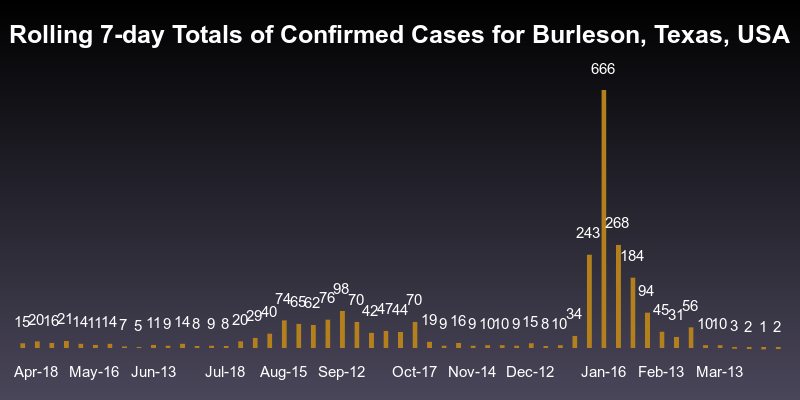 Rolling 7-day Totals of Confirmed Cases for Burleson, Texas, USA
15 20 16 21 14 11 14 7 5 11 9 14 8 9 8 20 29 40 74 65 62 76 98 70 42 47 44 70 19 9 16 9 10 10 9 15 8 10 34 243 666 268 184 94 45 31 56 10 10 3 2 1 2
Apr-18 May-16 Jun-13 Jul-18 Aug-15 Sep-12 Oct-17 Nov-14 Dec-12 Jan-16 Feb-13 Mar-13